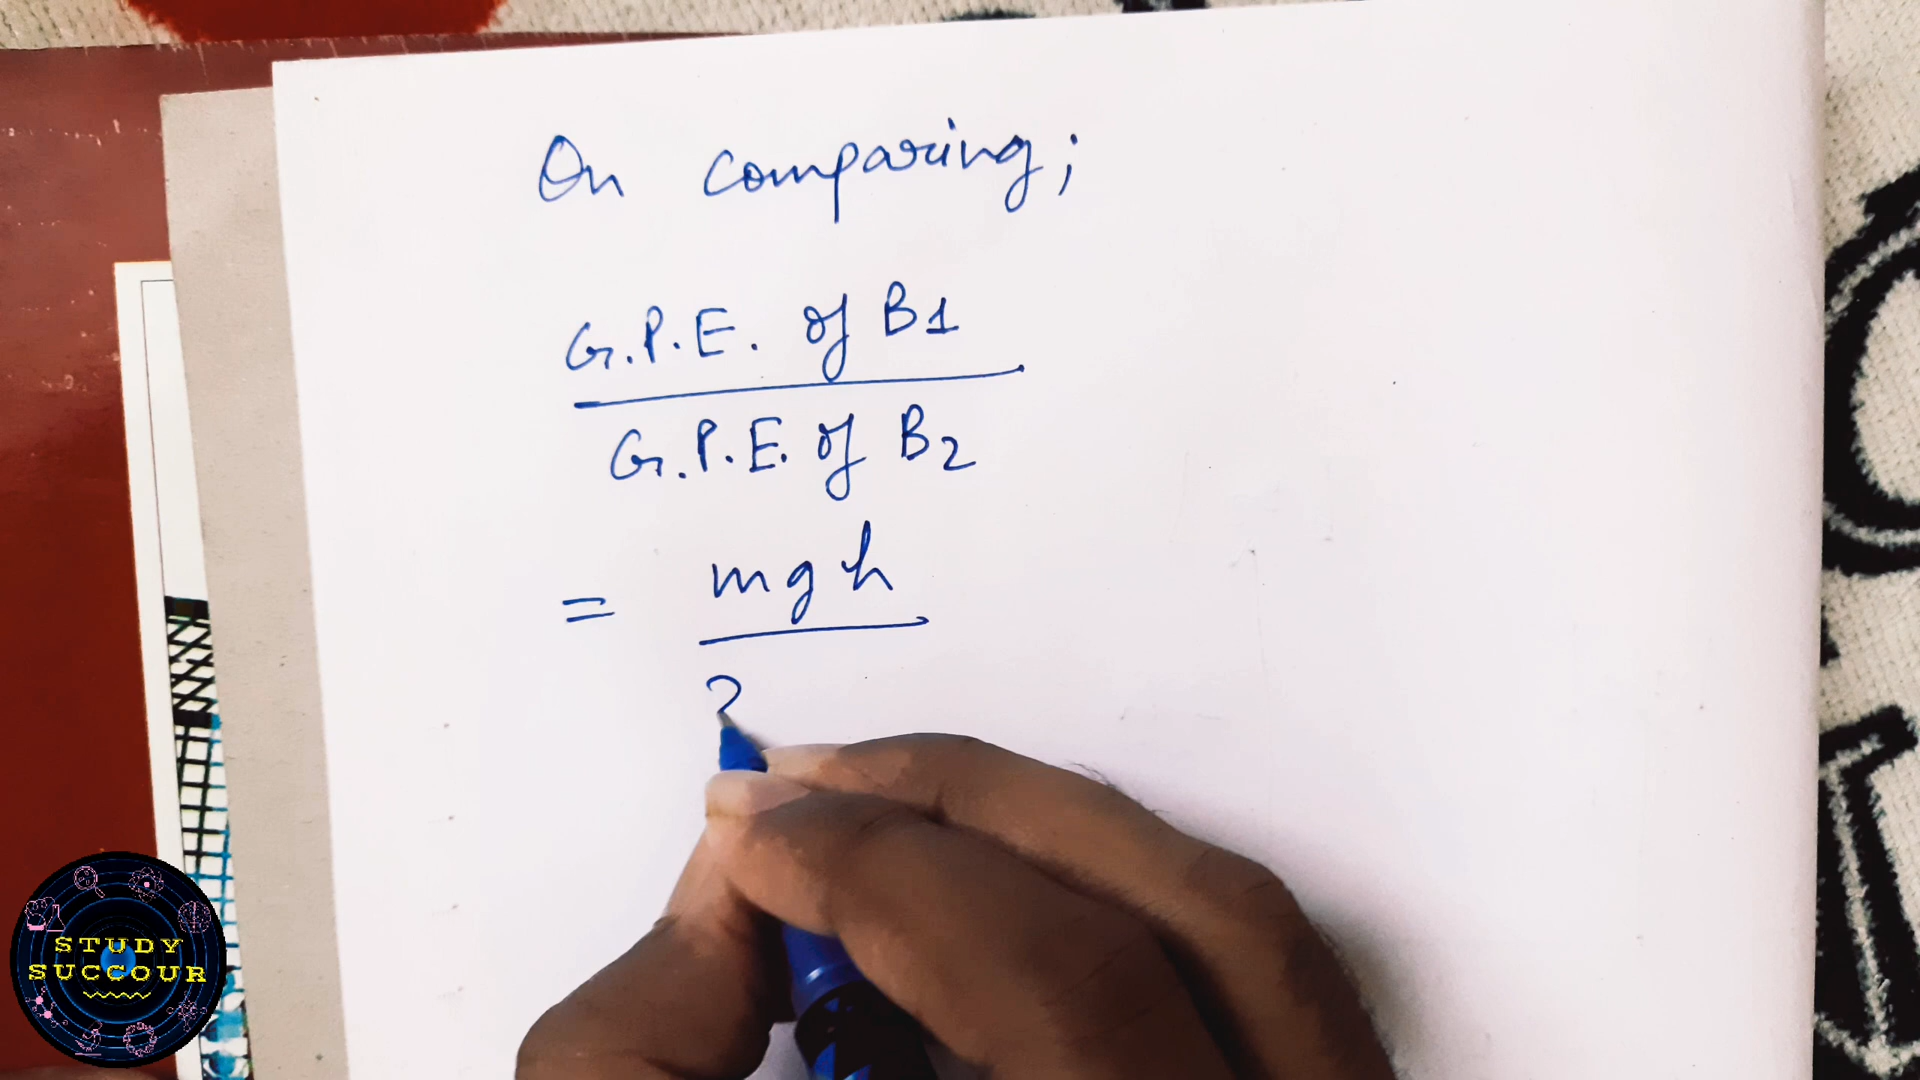 On comparing;
G.P.E. of B1
G.P.E. of B2
= mgh
2
STUDY
SUCCOUR